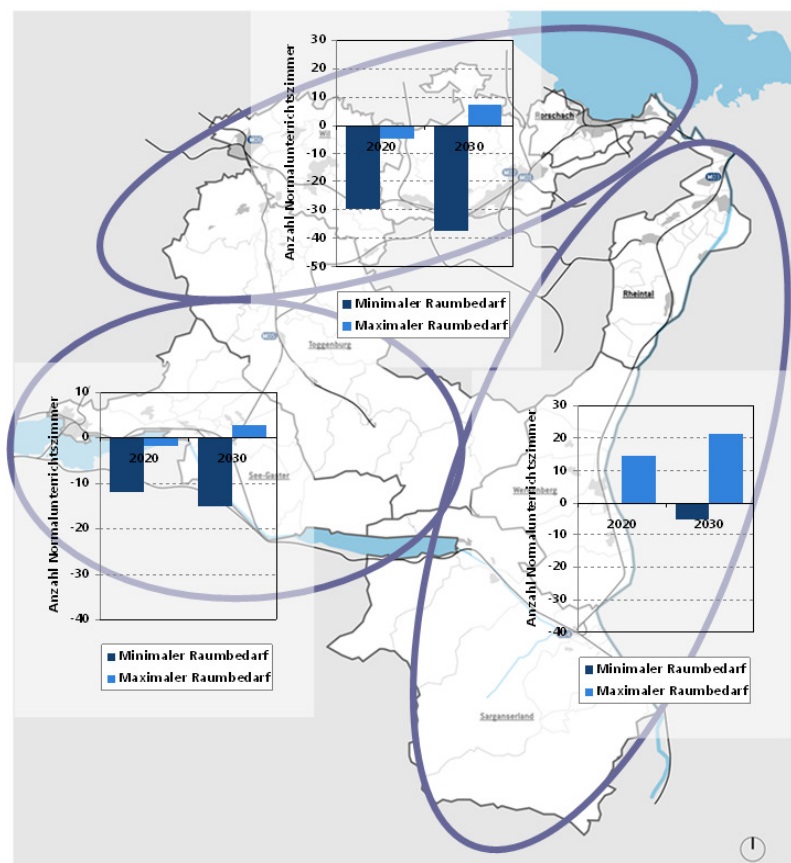 30
20
10
0
-10
-20
-30
-40
-50
Anzahl Normalunterrichtszimmer
2020
2030
Minimaler Raumbedarf
Maximaler Raumbedarf
Rorschach
Rheintal
Toggenburg
10
0
-10
-20
-30
-40
Anzahl Normalunterrichtszimmer
2020
2030
See-Gaster
Minimaler Raumbedarf
Maximaler Raumbedarf
30
20
10
0
-10
-20
-30
-40
Anzahl Normalunterrichtszimmer
2020
2030
Minimaler Raumbedarf
Maximaler Raumbedarf
Sarganserland